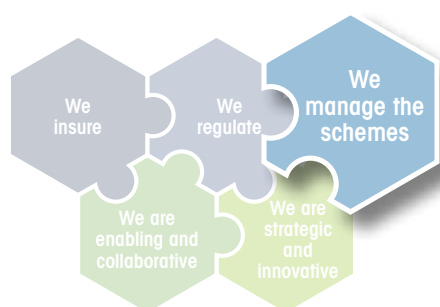 We
insure
We
regulate
We
manage the
schemes
We are
enabling and
collaborative
We are
strategic
and
innovative